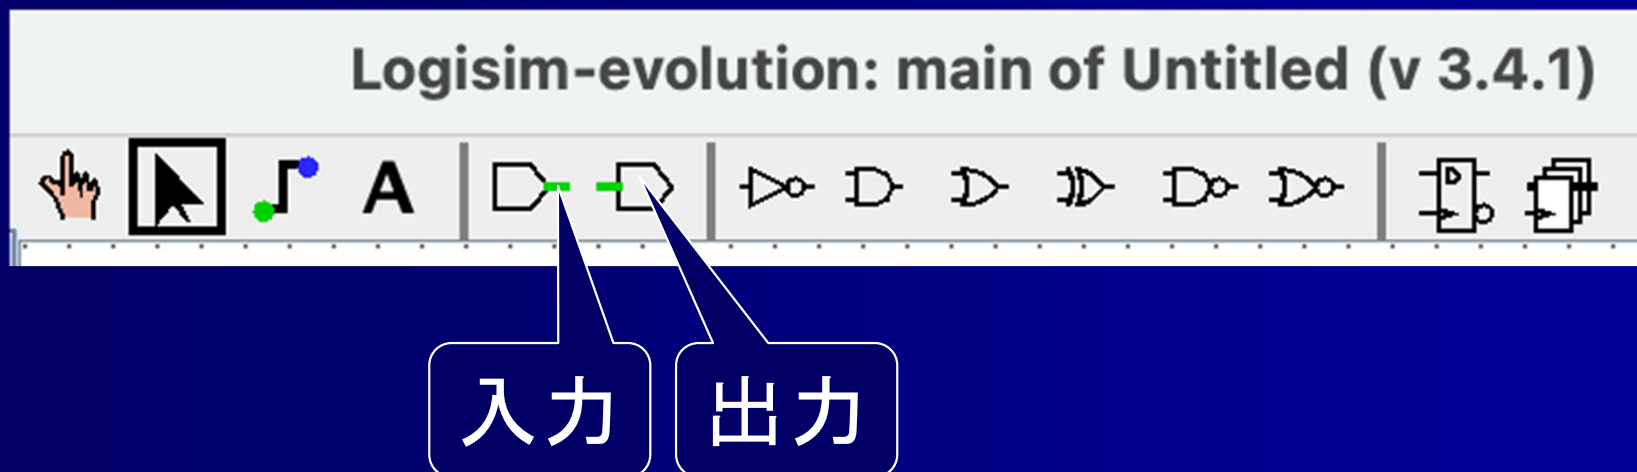 Logisim-evolution: main of Untitled (v 3.4.1)
A
D
入力
出力